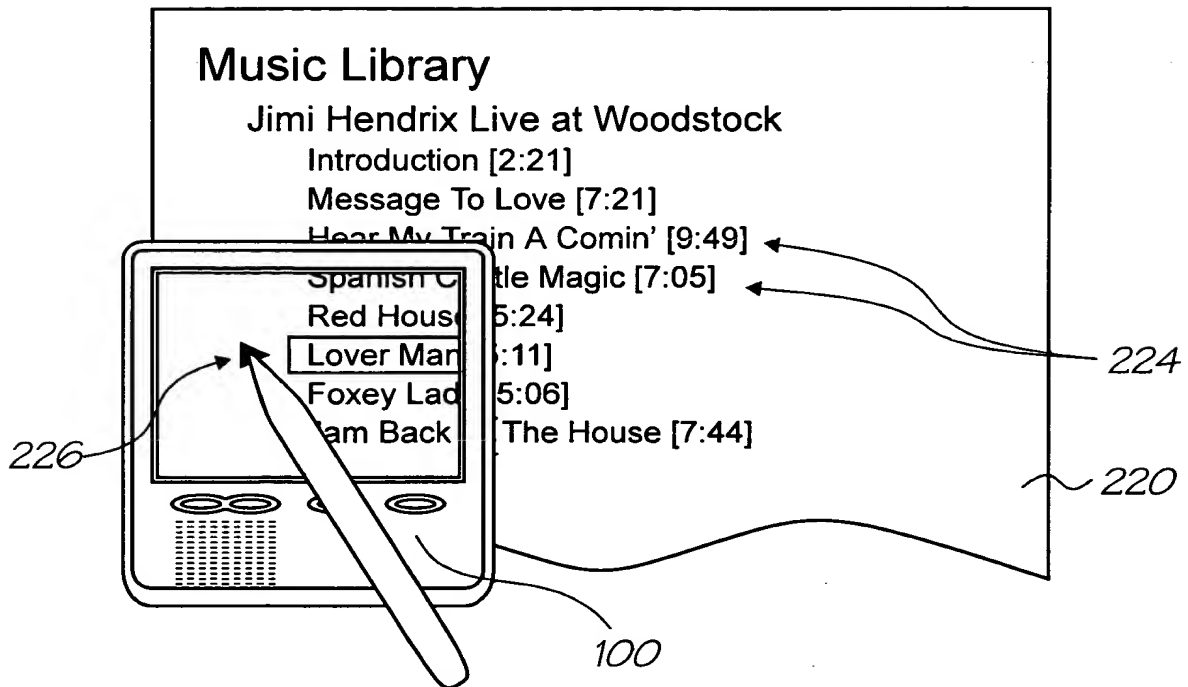 Music Library
Jimi Hendrix Live at Woodstock
Introduction [2:21]
Message To Love [7:21]
Hear My Train A Comin' [9:49]
Spanish C tle Magic [7:05]
Red House 5:24]
Lover Man :11]
Foxey Lad 5:06]
am Back The House [7:44]
224
226
220
100